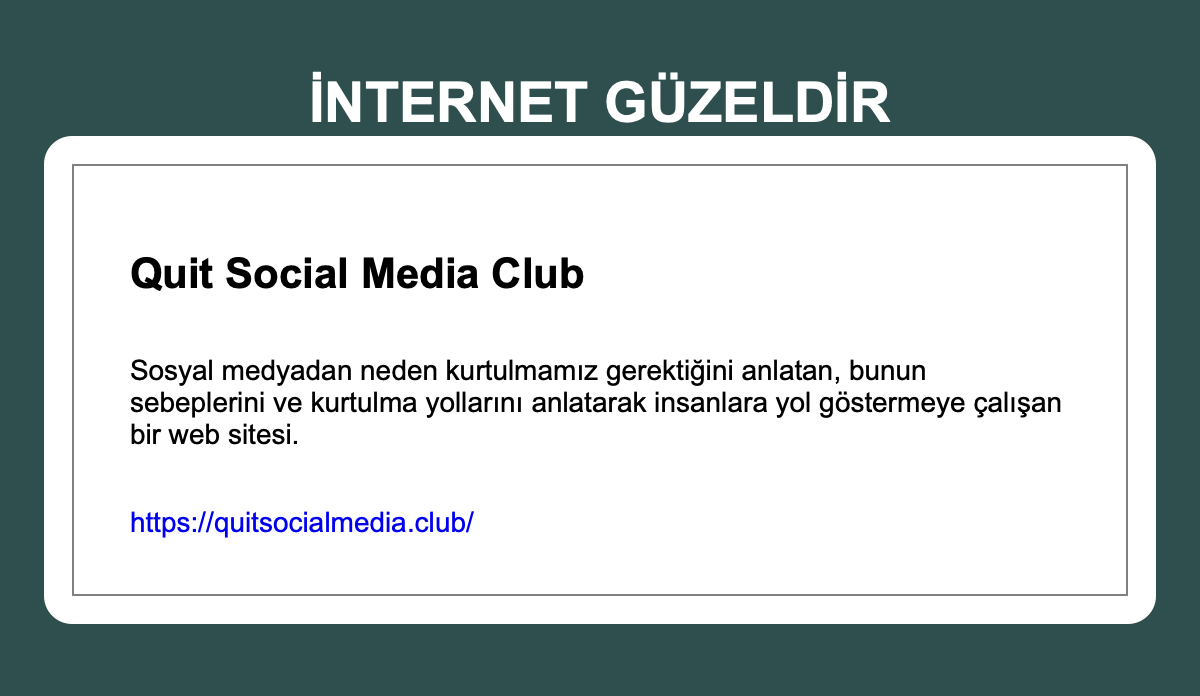 İNTERNET GÜZELDİR
Quit Social Media Club
Sosyal medyadan neden kurtulmamız gerektiğini anlatan, bunun
sebeplerini ve kurtulma yollarını anlatarak insanlara yol göstermeye çalışan
bir web sitesi.
https://quitsocialmedia.club/